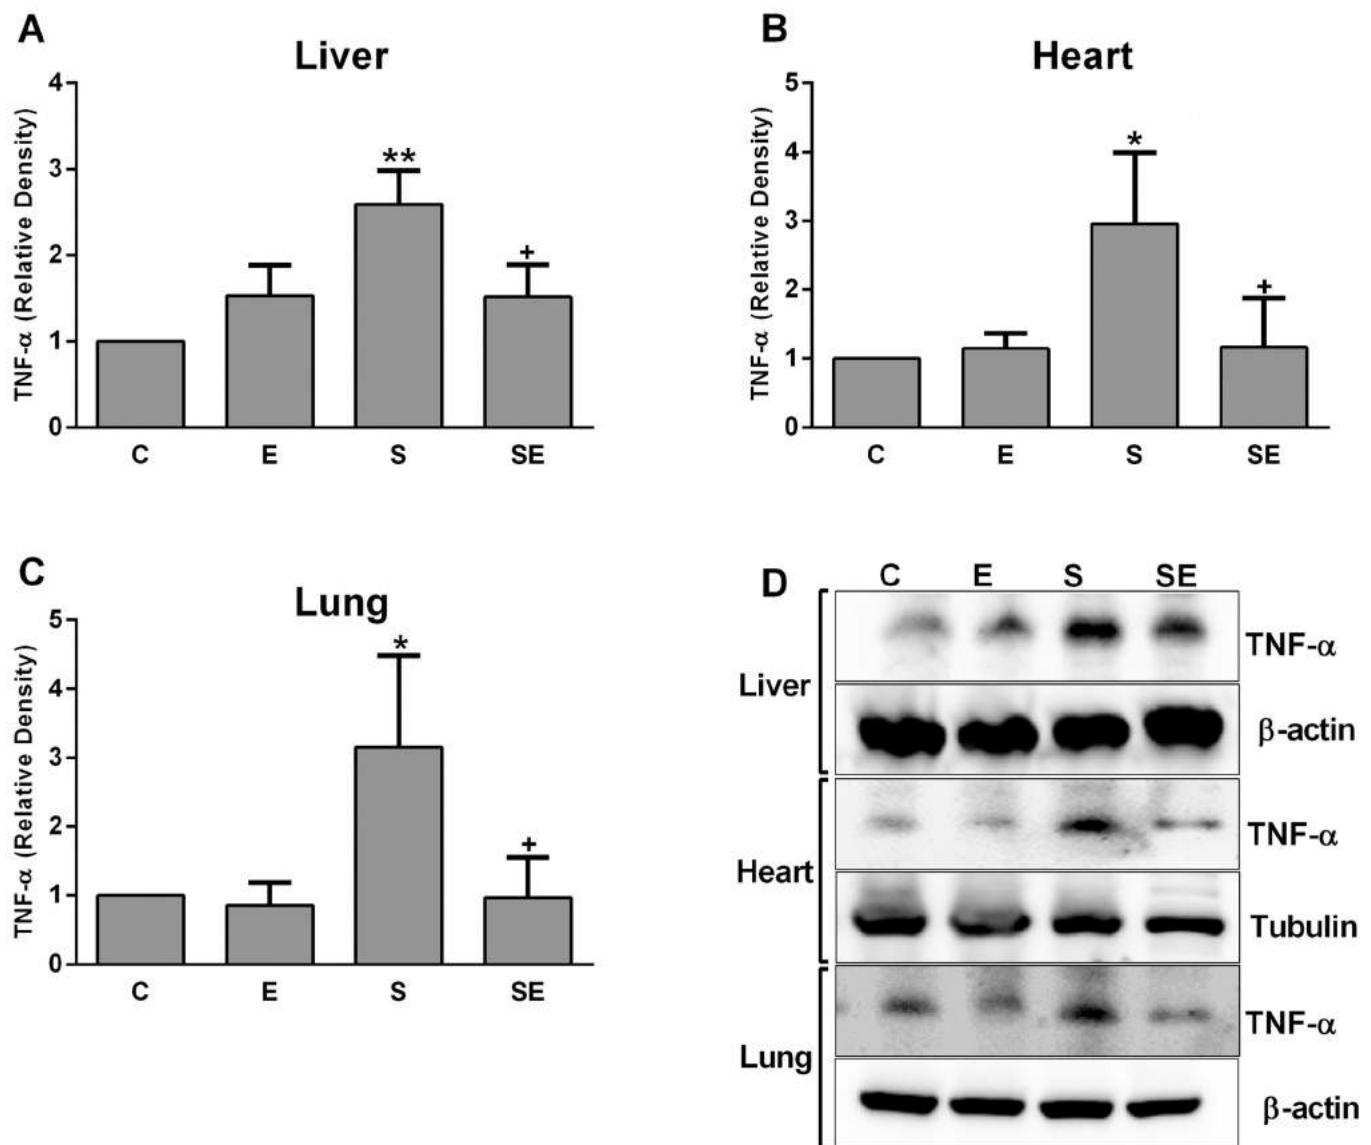 A
Liver
TNF-α (Relative Density)
4
3
2
1
0
**
+
C E S SE
B
Heart
TNF-α (Relative Density)
5
4
3
2
1
0
*
+
C E S SE
C
Lung
TNF-α (Relative Density)
5
4
3
2
1
0
*
+
C E S SE
D
C E S SE
Liver
TNF-α
β-actin
Heart
TNF-α
Tubulin
Lung
TNF-α
β-actin